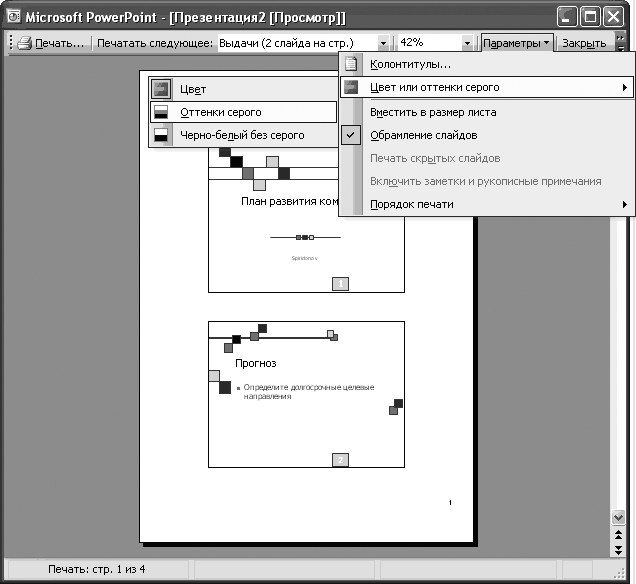 Microsoft PowerPoint - [Презентация2 [Просмотр]]
Печать... Печатать следующее: Выдачи (2 слайда на стр.) 42% Параметры Закрыть
Колонтитулы...
Цвет или оттенки серого
Вместить в размер листа
Обрамление слайдов
Печать скрытых слайдов
Включить заметки и рукописные примечания
Порядок печати
Цвет
Оттенки серого
Черно-белый без серого
План развития ком
Spiridonov
1
Прогноз
Определите долгосрочные целевые
направления
2
1
Печать: стр. 1 из 4